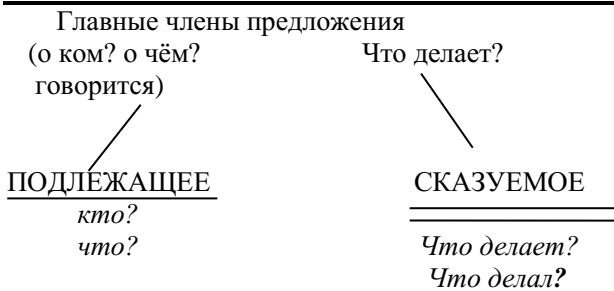 Главные члены предложения
(о ком? о чём? Что делает?
говорится)
ПОДЛЕЖАЩЕЕ СКАЗУЕМОЕ
кто?
что? Что делает?
Что делал?